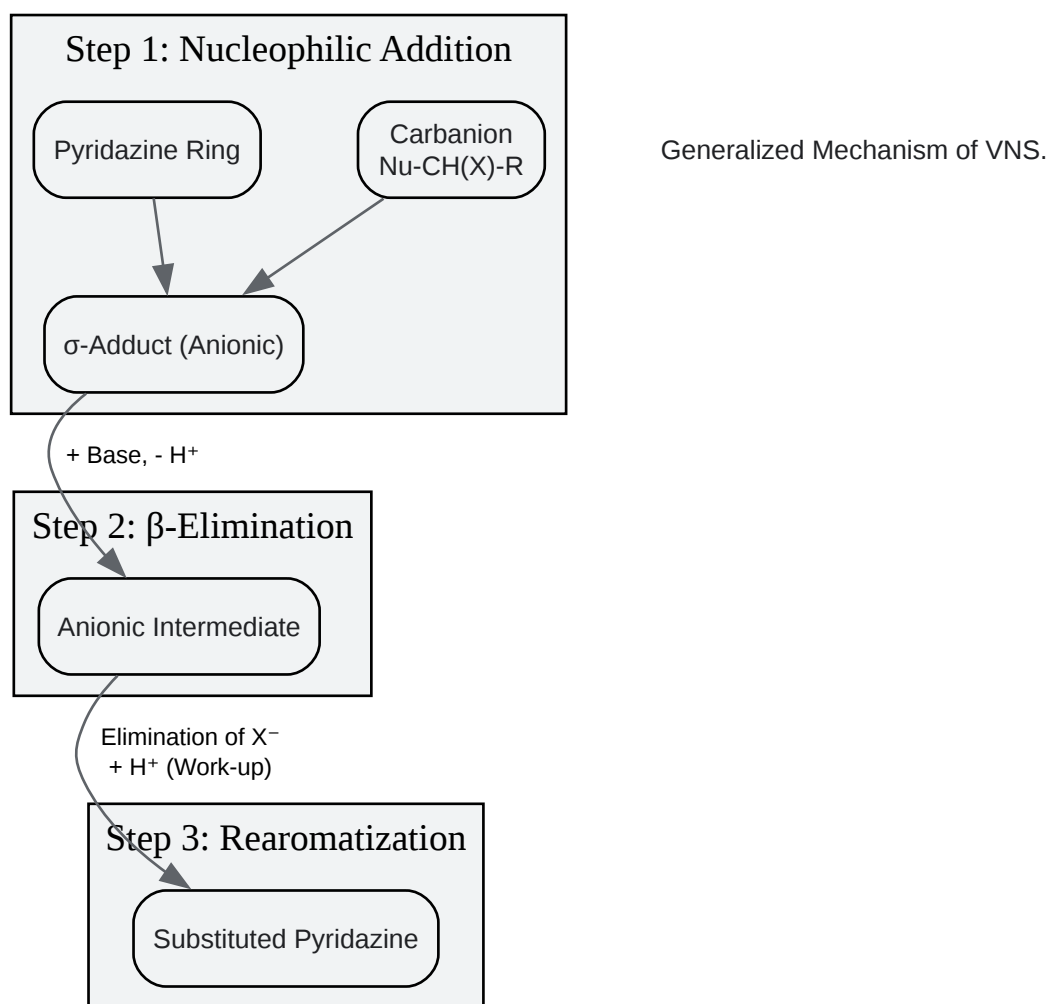 Step 1: Nucleophilic Addition
Pyridazine Ring
Carbanion
Nu-CH(X)-R
Generalized Mechanism of VNS.
σ-Adduct (Anionic)
+ Base, - H⁺
Step 2: β-Elimination
Anionic Intermediate
Elimination of X⁻
+ H⁺ (Work-up)
Step 3: Rearomatization
Substituted Pyridazine